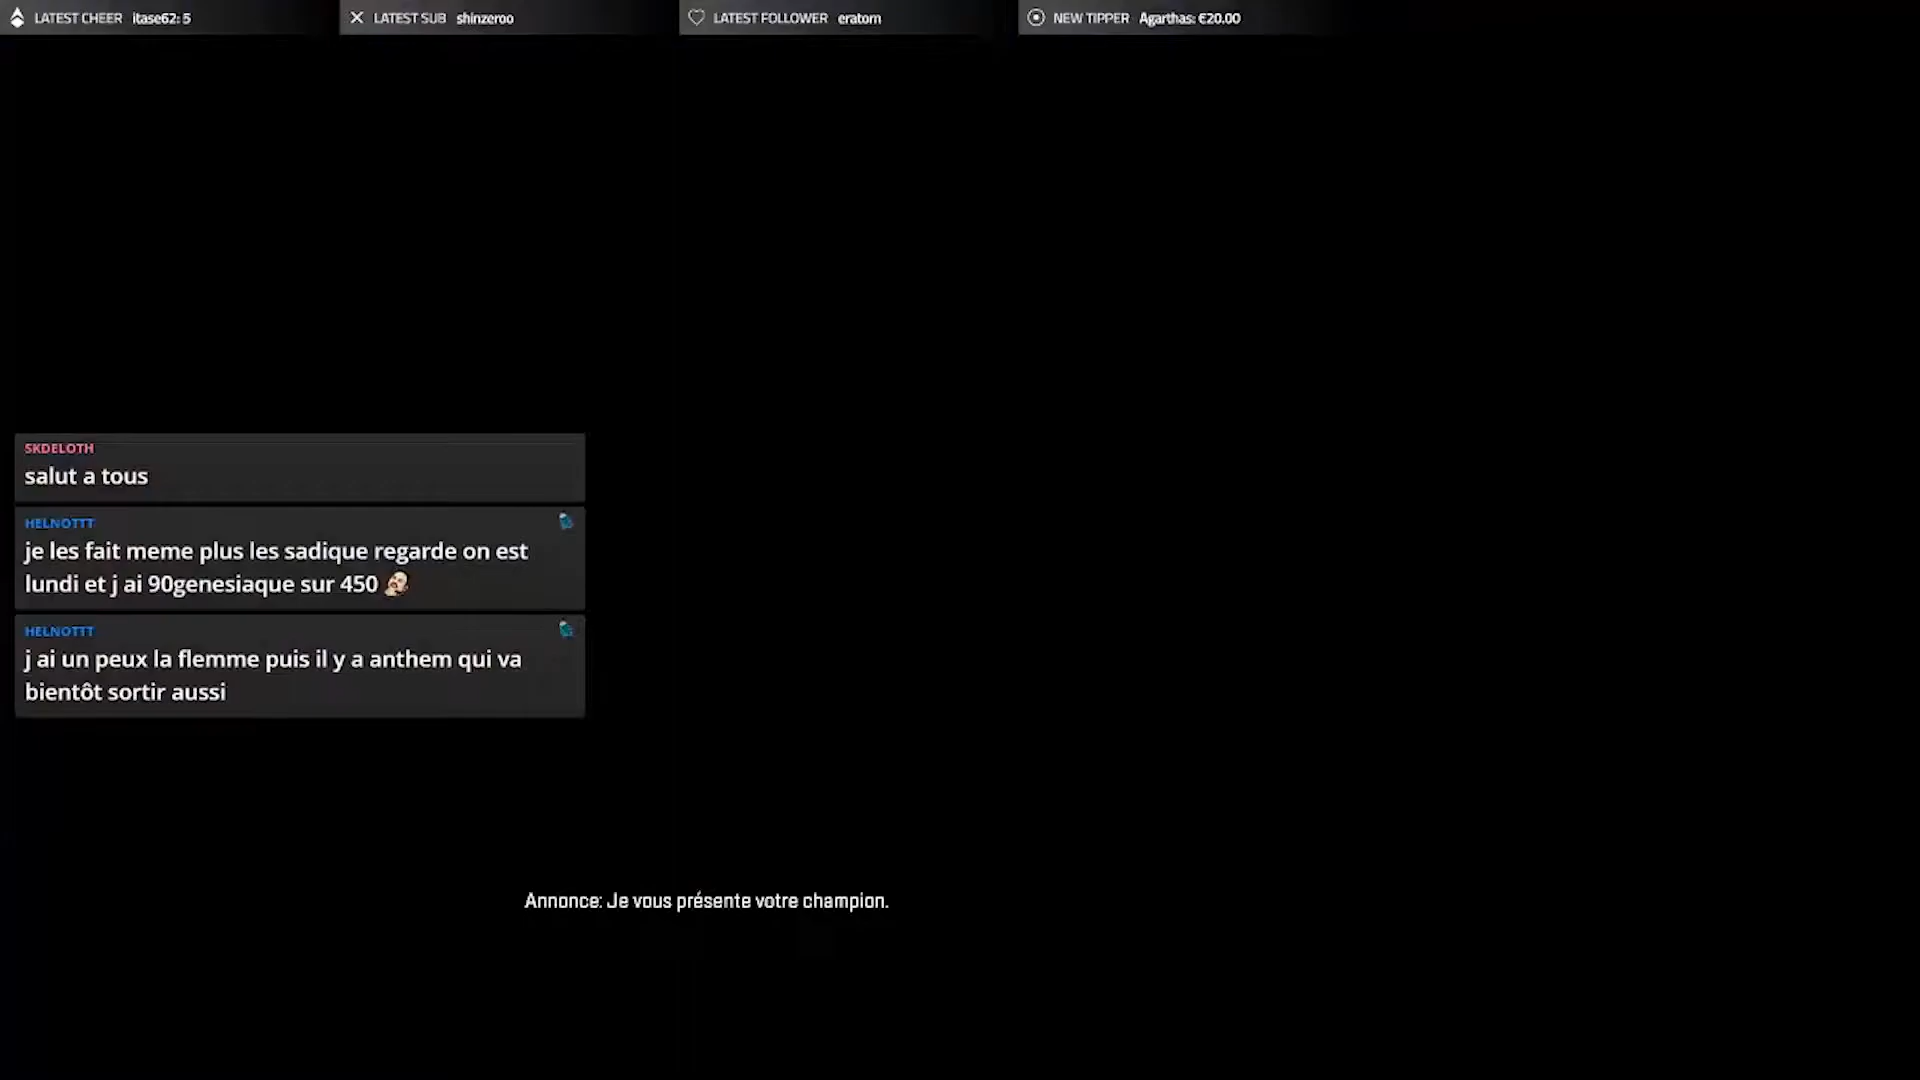 LATEST CHEER itase62: 5
LATEST SUB shinzeroo
LATEST FOLLOWER eratom
NEW TIPPER Agarthas: €20.00
SKDELOTH
salut a tous
HELNOTTT
je les fait meme plus les sadique regarde on est
lundi et j ai 90genesiaque sur 450
HELNOTTT
j ai un peux la flemme puis il y a anthem qui va
bientôt sortir aussi
Annonce: Je vous présente votre champion.